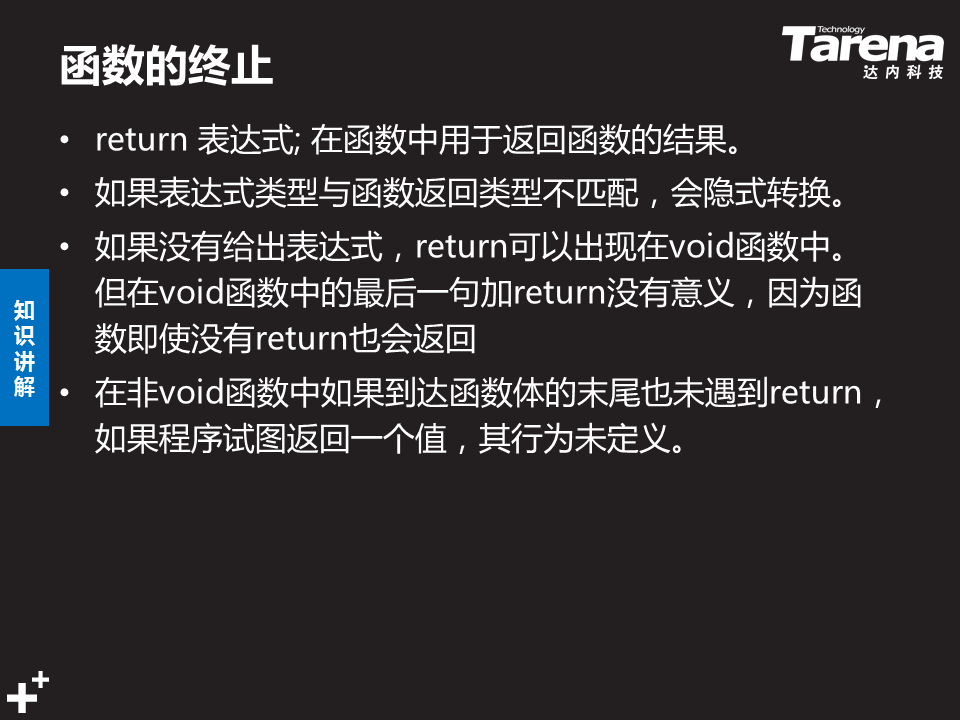 函数的终止
Technology
Tarena
达内科技
• return 表达式; 在函数中用于返回函数的结果。
• 如果表达式类型与函数返回类型不匹配，会隐式转换。
• 如果没有给出表达式，return可以出现在void函数中。
但在void函数中的最后一句加return没有意义，因为函
数即使没有return也会返回
知识讲解
• 在非void函数中如果到达函数体的末尾也未遇到return，
如果程序试图返回一个值，其行为未定义。